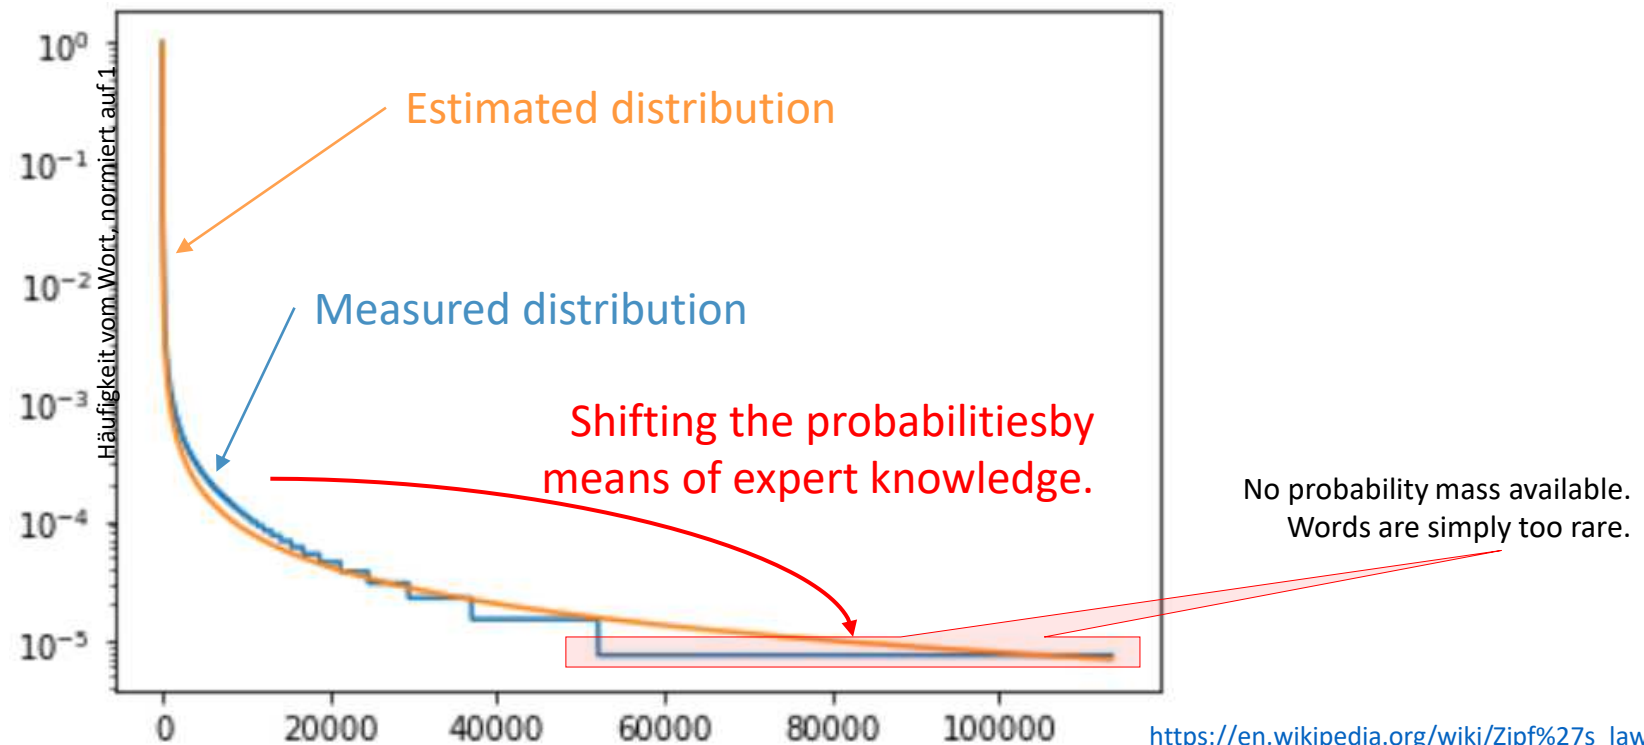 10⁰
10⁻¹
10⁻²
10⁻³
10⁻⁴
10⁻⁵
Häufigkeit vom Wort, normiert auf 1
Estimated distribution
Measured distribution
Shifting the probabilitiesby
means of expert knowledge.
No probability mass available.
Words are simply too rare.
0 20000 40000 60000 80000 100000
https://en.wikipedia.org/wiki/Zipf%27s_law